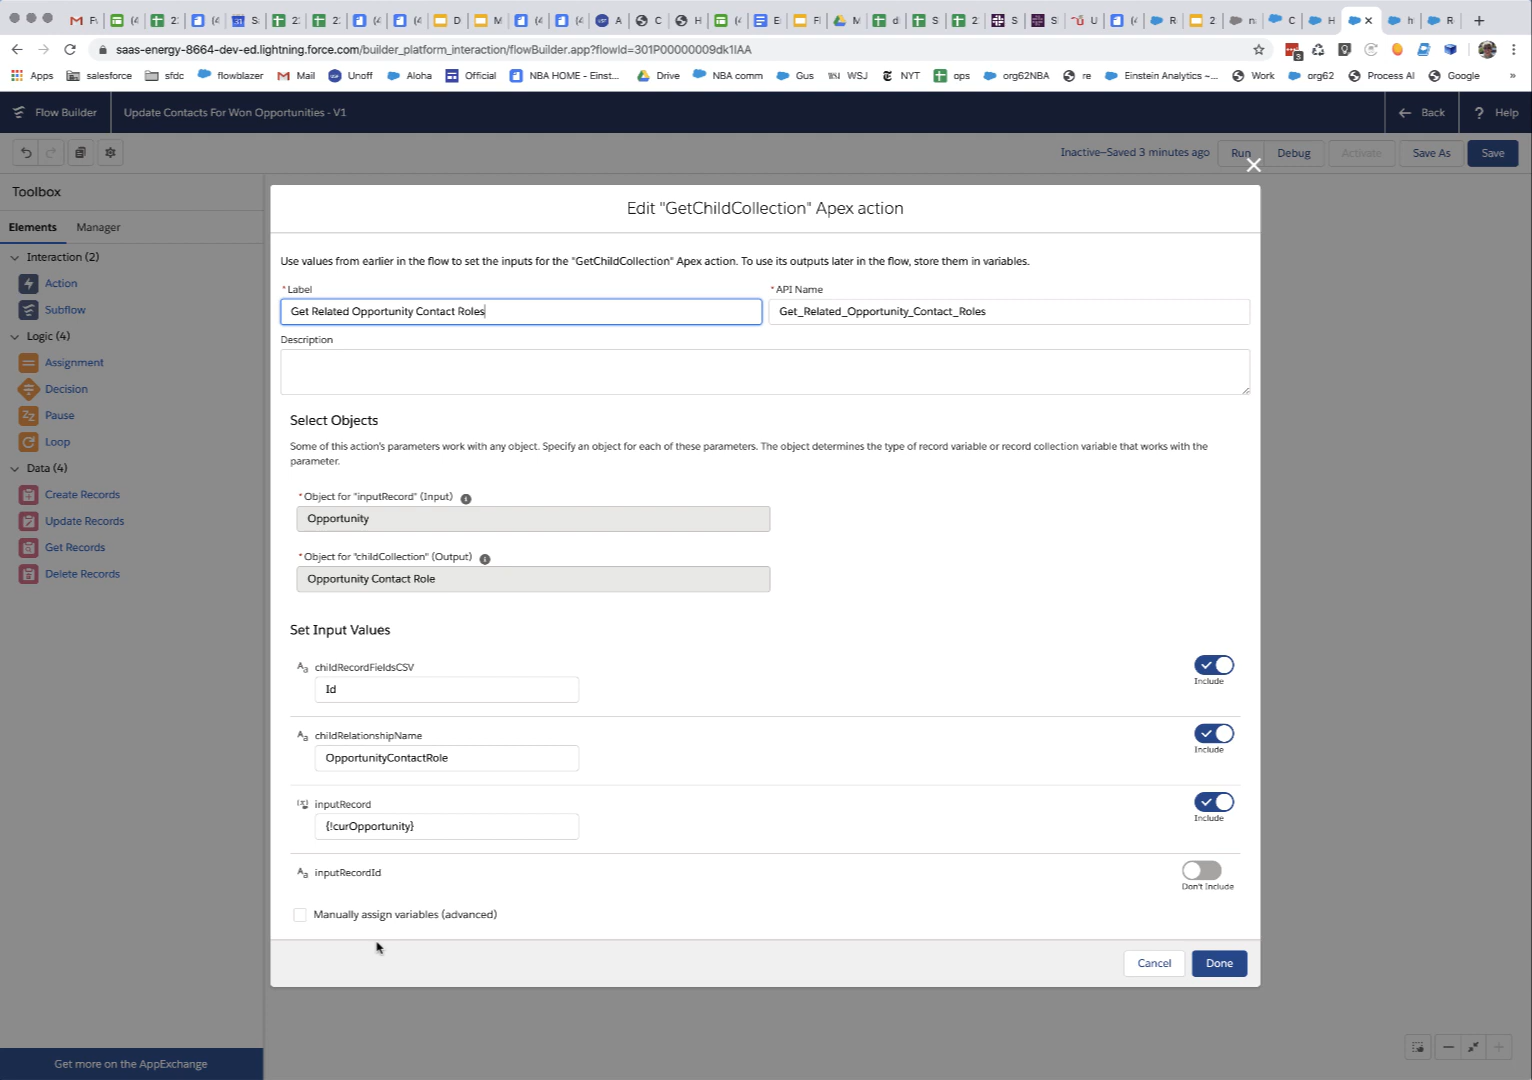 saas-energy-8664-dev-ed.lightning.force.com/builder_platform_interaction/flowBuilder.app?flowId=301P00000009dk1IAA
Apps salesforce sfdc flowblazer Mail Unoff Aloha Official NBA HOME - Einst... Drive NBA comm Gus WSJ NYT ops org62NBA re Einstein Analytics ~... Work org62 Process AI Google »
Flow Builder Update Contacts For Won Opportunities - V1 Back ? Help
Inactive—Saved 3 minutes ago Run Debug Activate Save As Save
Toolbox
Elements Manager
Interaction (2)
Action
Subflow
Logic (4)
Assignment
Decision
Pause
Loop
Data (4)
Create Records
Update Records
Get Records
Delete Records
Get more on the AppExchange
Edit "GetChildCollection" Apex action
Use values from earlier in the flow to set the inputs for the "GetChildCollection" Apex action. To use its outputs later in the flow, store them in variables.
* Label * API Name
Get Related Opportunity Contact Roles Get_Related_Opportunity_Contact_Roles
Description
Select Objects
Some of this action's parameters work with any object. Specify an object for each of these parameters. The object determines the type of record variable or record collection variable that works with the
parameter.
* Object for "inputRecord" (Input)
Opportunity
* Object for "childCollection" (Output)
Opportunity Contact Role
Set Input Values
Aa childRecordFieldsCSV
Id
Include
Aa childRelationshipName
OpportunityContactRole
Include
inputRecord
{!curOpportunity}
Include
Aa inputRecordId
Don't Include
Manually assign variables (advanced)
Cancel Done